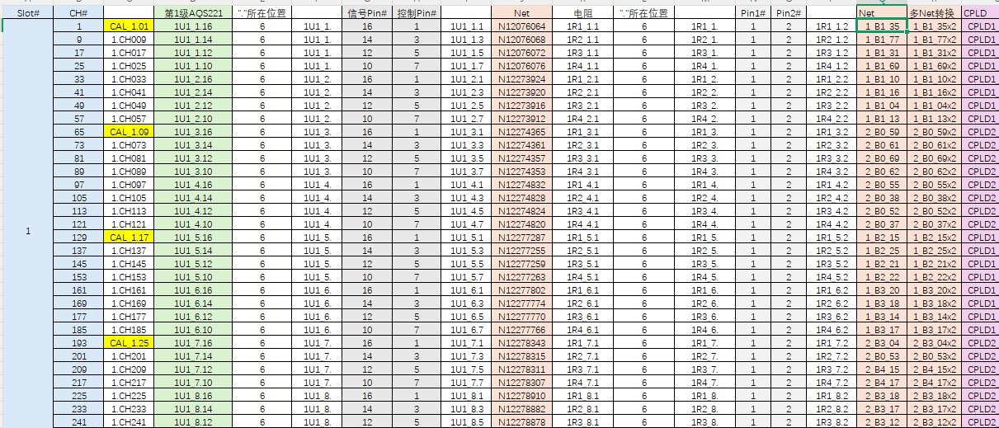 Slot# CH# 第1级AQS221 "."所在位置 信号Pin# 控制Pin# Net 电阻 "."所在位置 Pin1# Pin2# Net 多Net转换 CPLD
1 CAL_1.01 1U1_1.16 6 1U1_1. 16 1 1U1_1.1 N12076064 1R1_1.1 6 1R1_1. 1 2 1R1_1.2 1_B1_35 1_B1_35x2 CPLD1
9 1.CH009 1U1_1.14 6 1U1_1. 14 3 1U1_1.3 N12076068 1R2_1.1 6 1R2_1. 1 2 1R2_1.2 1_B1_77 1_B1_77x2 CPLD1
17 1.CH017 1U1_1.12 6 1U1_1. 12 5 1U1_1.5 N12076072 1R3_1.1 6 1R3_1. 1 2 1R3_1.2 1_B1_31 1_B1_31x2 CPLD1
25 1.CH025 1U1_1.10 6 1U1_1. 10 7 1U1_1.7 N12076076 1R4_1.1 6 1R4_1. 1 2 1R4_1.2 1_B1_69 1_B1_69x2 CPLD1
33 1.CH033 1U1_2.16 6 1U1_2. 16 1 1U1_2.1 N12273924 1R1_2.1 6 1R1_2. 1 2 1R1_2.2 1_B1_10 1_B1_10x2 CPLD1
41 1.CH041 1U1_2.14 6 1U1_2. 14 3 1U1_2.3 N12273920 1R2_2.1 6 1R2_2. 1 2 1R2_2.2 1_B1_16 1_B1_16x2 CPLD1
49 1.CH049 1U1_2.12 6 1U1_2. 12 5 1U1_2.5 N12273916 1R3_2.1 6 1R3_2. 1 2 1R3_2.2 1_B1_04 1_B1_04x2 CPLD1
57 1.CH057 1U1_2.10 6 1U1_2. 10 7 1U1_2.7 N12273912 1R4_2.1 6 1R4_2. 1 2 1R4_2.2 1_B1_13 1_B1_13x2 CPLD1
65 CAL_1.09 1U1_3.16 6 1U1_3. 16 1 1U1_3.1 N12274365 1R1_3.1 6 1R1_3. 1 2 1R1_3.2 2_B0_59 2_B0_59x2 CPLD2
73 1.CH073 1U1_3.14 6 1U1_3. 14 3 1U1_3.3 N12274361 1R2_3.1 6 1R2_3. 1 2 1R2_3.2 2_B0_61 2_B0_61x2 CPLD2
81 1.CH081 1U1_3.12 6 1U1_3. 12 5 1U1_3.5 N12274357 1R3_3.1 6 1R3_3. 1 2 1R3_3.2 2_B0_69 2_B0_69x2 CPLD2
89 1.CH089 1U1_3.10 6 1U1_3. 10 7 1U1_3.7 N12274353 1R4_3.1 6 1R4_3. 1 2 1R4_3.2 2_B0_62 2_B0_62x2 CPLD2
97 1.CH097 1U1_4.16 6 1U1_4. 16 1 1U1_4.1 N12274832 1R1_4.1 6 1R1_4. 1 2 1R1_4.2 2_B0_55 2_B0_55x2 CPLD2
105 1.CH105 1U1_4.14 6 1U1_4. 14 3 1U1_4.3 N12274828 1R2_4.1 6 1R2_4. 1 2 1R2_4.2 2_B0_38 2_B0_38x2 CPLD2
113 1.CH113 1U1_4.12 6 1U1_4. 12 5 1U1_4.5 N12274824 1R3_4.1 6 1R3_4. 1 2 1R3_4.2 2_B0_52 2_B0_52x2 CPLD2
1 121 1.CH121 1U1_4.10 6 1U1_4. 10 7 1U1_4.7 N12274820 1R4_4.1 6 1R4_4. 1 2 1R4_4.2 2_B0_37 2_B0_37x2 CPLD2
129 CAL_1.17 1U1_5.16 6 1U1_5. 16 1 1U1_5.1 N12277287 1R1_5.1 6 1R1_5. 1 2 1R1_5.2 1_B2_15 1_B2_15x2 CPLD1
137 1.CH137 1U1_5.14 6 1U1_5. 14 3 1U1_5.3 N12277255 1R2_5.1 6 1R2_5. 1 2 1R2_5.2 1_B2_25 1_B2_25x2 CPLD1
145 1.CH145 1U1_5.12 6 1U1_5. 12 5 1U1_5.5 N12277259 1R3_5.1 6 1R3_5. 1 2 1R3_5.2 1_B2_21 1_B2_21x2 CPLD1
153 1.CH153 1U1_5.10 6 1U1_5. 10 7 1U1_5.7 N12277263 1R4_5.1 6 1R4_5. 1 2 1R4_5.2 1_B2_22 1_B2_22x2 CPLD1
161 1.CH161 1U1_6.16 6 1U1_6. 16 1 1U1_6.1 N12277802 1R1_6.1 6 1R1_6. 1 2 1R1_6.2 1_B3_20 1_B3_20x2 CPLD1
169 1.CH169 1U1_6.14 6 1U1_6. 14 3 1U1_6.3 N12277774 1R2_6.1 6 1R2_6. 1 2 1R2_6.2 1_B3_18 1_B3_18x2 CPLD1
177 1.CH177 1U1_6.12 6 1U1_6. 12 5 1U1_6.5 N12277770 1R3_6.1 6 1R3_6. 1 2 1R3_6.2 1_B3_14 1_B3_14x2 CPLD1
185 1.CH185 1U1_6.10 6 1U1_6. 10 7 1U1_6.7 N12277766 1R4_6.1 6 1R4_6. 1 2 1R4_6.2 1_B3_17 1_B3_17x2 CPLD1
193 CAL_1.25 1U1_7.16 6 1U1_7. 16 1 1U1_7.1 N12278343 1R1_7.1 6 1R1_7. 1 2 1R1_7.2 2_B3_04 2_B3_04x2 CPLD2
201 1.CH201 1U1_7.14 6 1U1_7. 14 3 1U1_7.3 N12278315 1R2_7.1 6 1R2_7. 1 2 1R2_7.2 2_B0_53 2_B0_53x2 CPLD2
209 1.CH209 1U1_7.12 6 1U1_7. 12 5 1U1_7.5 N12278311 1R3_7.1 6 1R3_7. 1 2 1R3_7.2 2_B4_15 2_B4_15x2 CPLD2
217 1.CH217 1U1_7.10 6 1U1_7. 10 7 1U1_7.7 N12278307 1R4_7.1 6 1R4_7. 1 2 1R4_7.2 2_B4_17 2_B4_17x2 CPLD2
225 1.CH225 1U1_8.16 6 1U1_8. 16 1 1U1_8.1 N12278910 1R1_8.1 6 1R1_8. 1 2 1R1_8.2 2_B3_18 2_B3_18x2 CPLD2
233 1.CH233 1U1_8.14 6 1U1_8. 14 3 1U1_8.3 N12278882 1R2_8.1 6 1R2_8. 1 2 1R2_8.2 2_B3_17 2_B3_17x2 CPLD2
241 1.CH241 1U1_8.12 6 1U1_8. 12 5 1U1_8.5 N12278878 1R3_8.1 6 1R3_8. 1 2 1R3_8.2 2_B3_12 2_B3_12x2 CPLD2